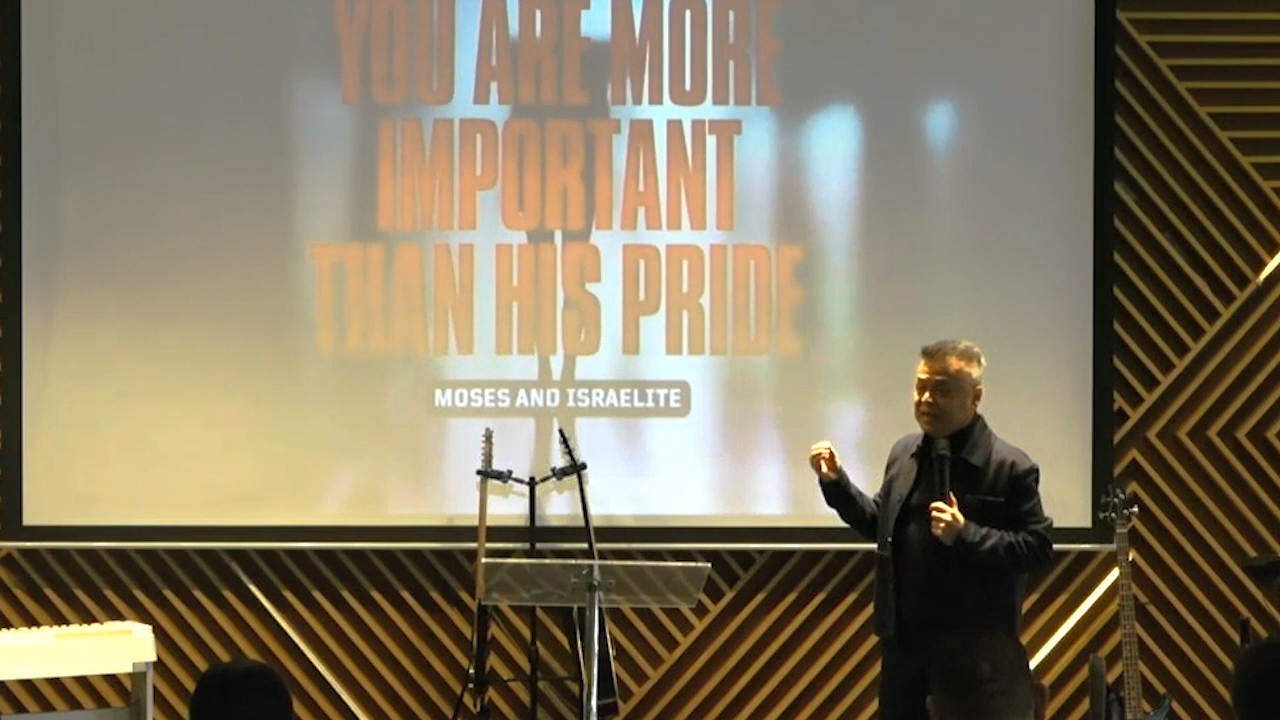 YOU ARE MORE
IMPORTANT
THAN HIS PRIDE
MOSES AND ISRAELITE